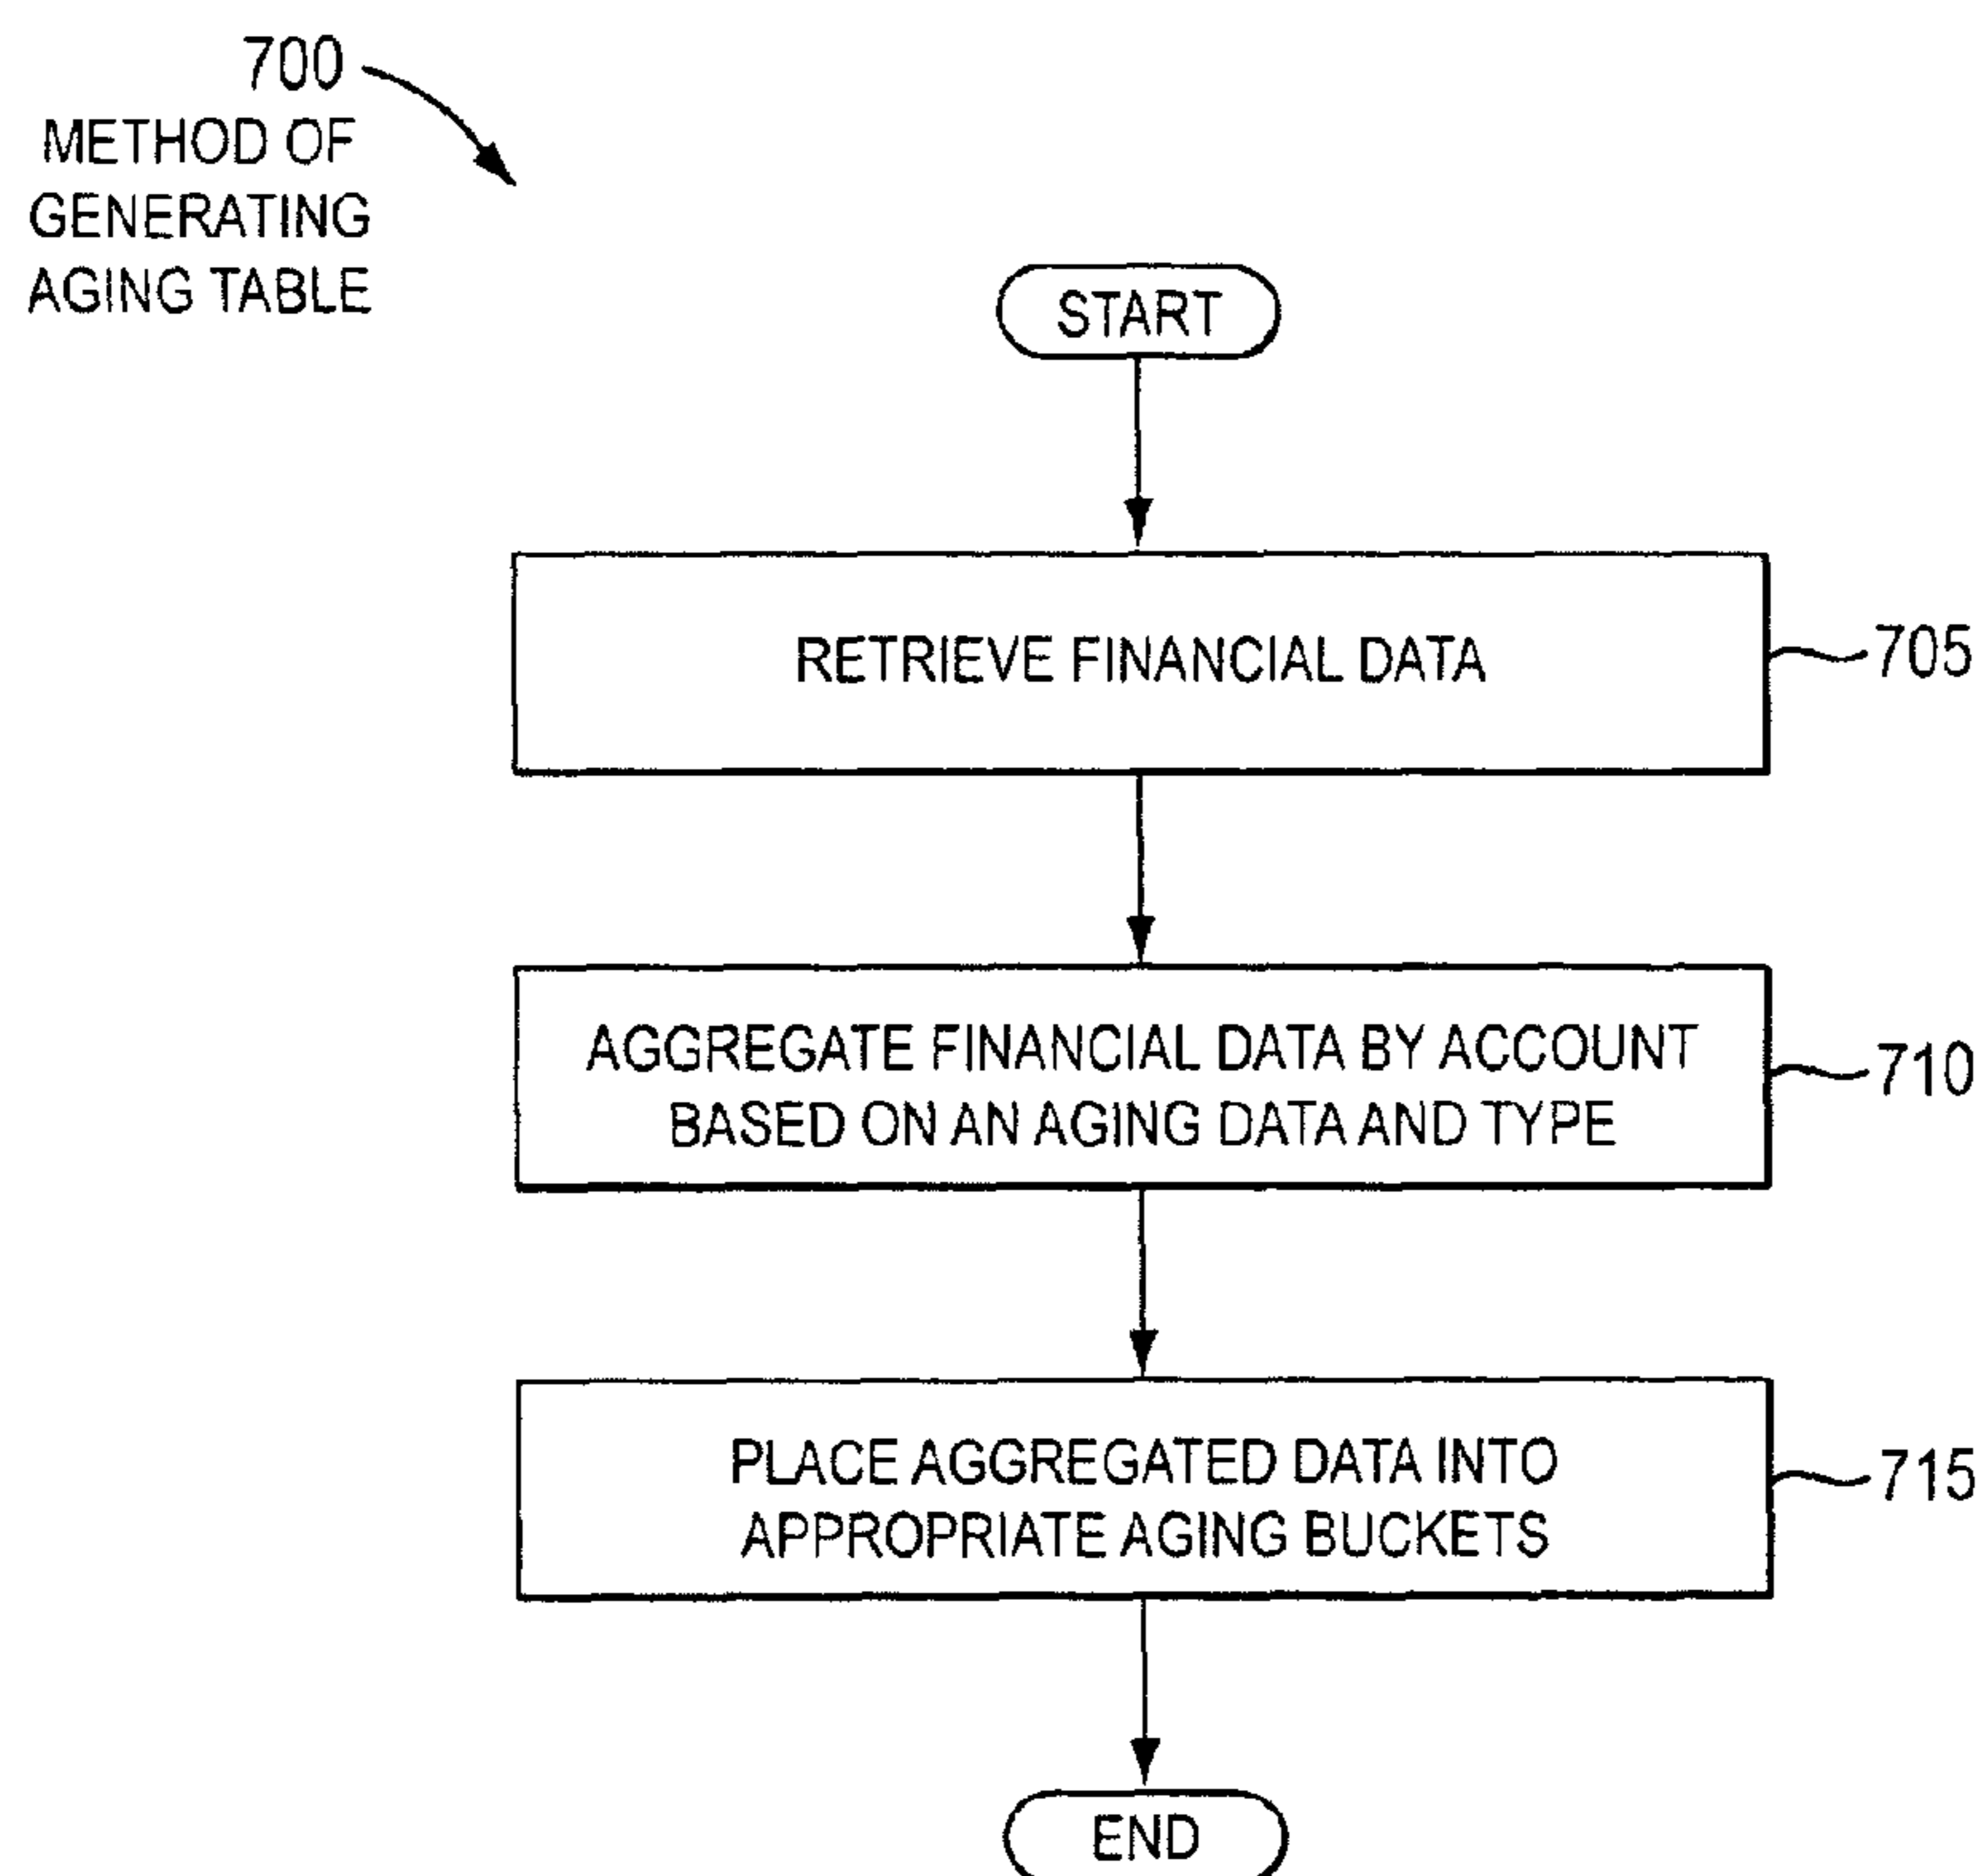 700
METHOD OF
GENERATING
AGING TABLE
START
RETRIEVE FINANCIAL DATA
705
AGGREGATE FINANCIAL DATA BY ACCOUNT
BASED ON AN AGING DATA AND TYPE
710
PLACE AGGREGATED DATA INTO
APPROPRIATE AGING BUCKETS
715
END